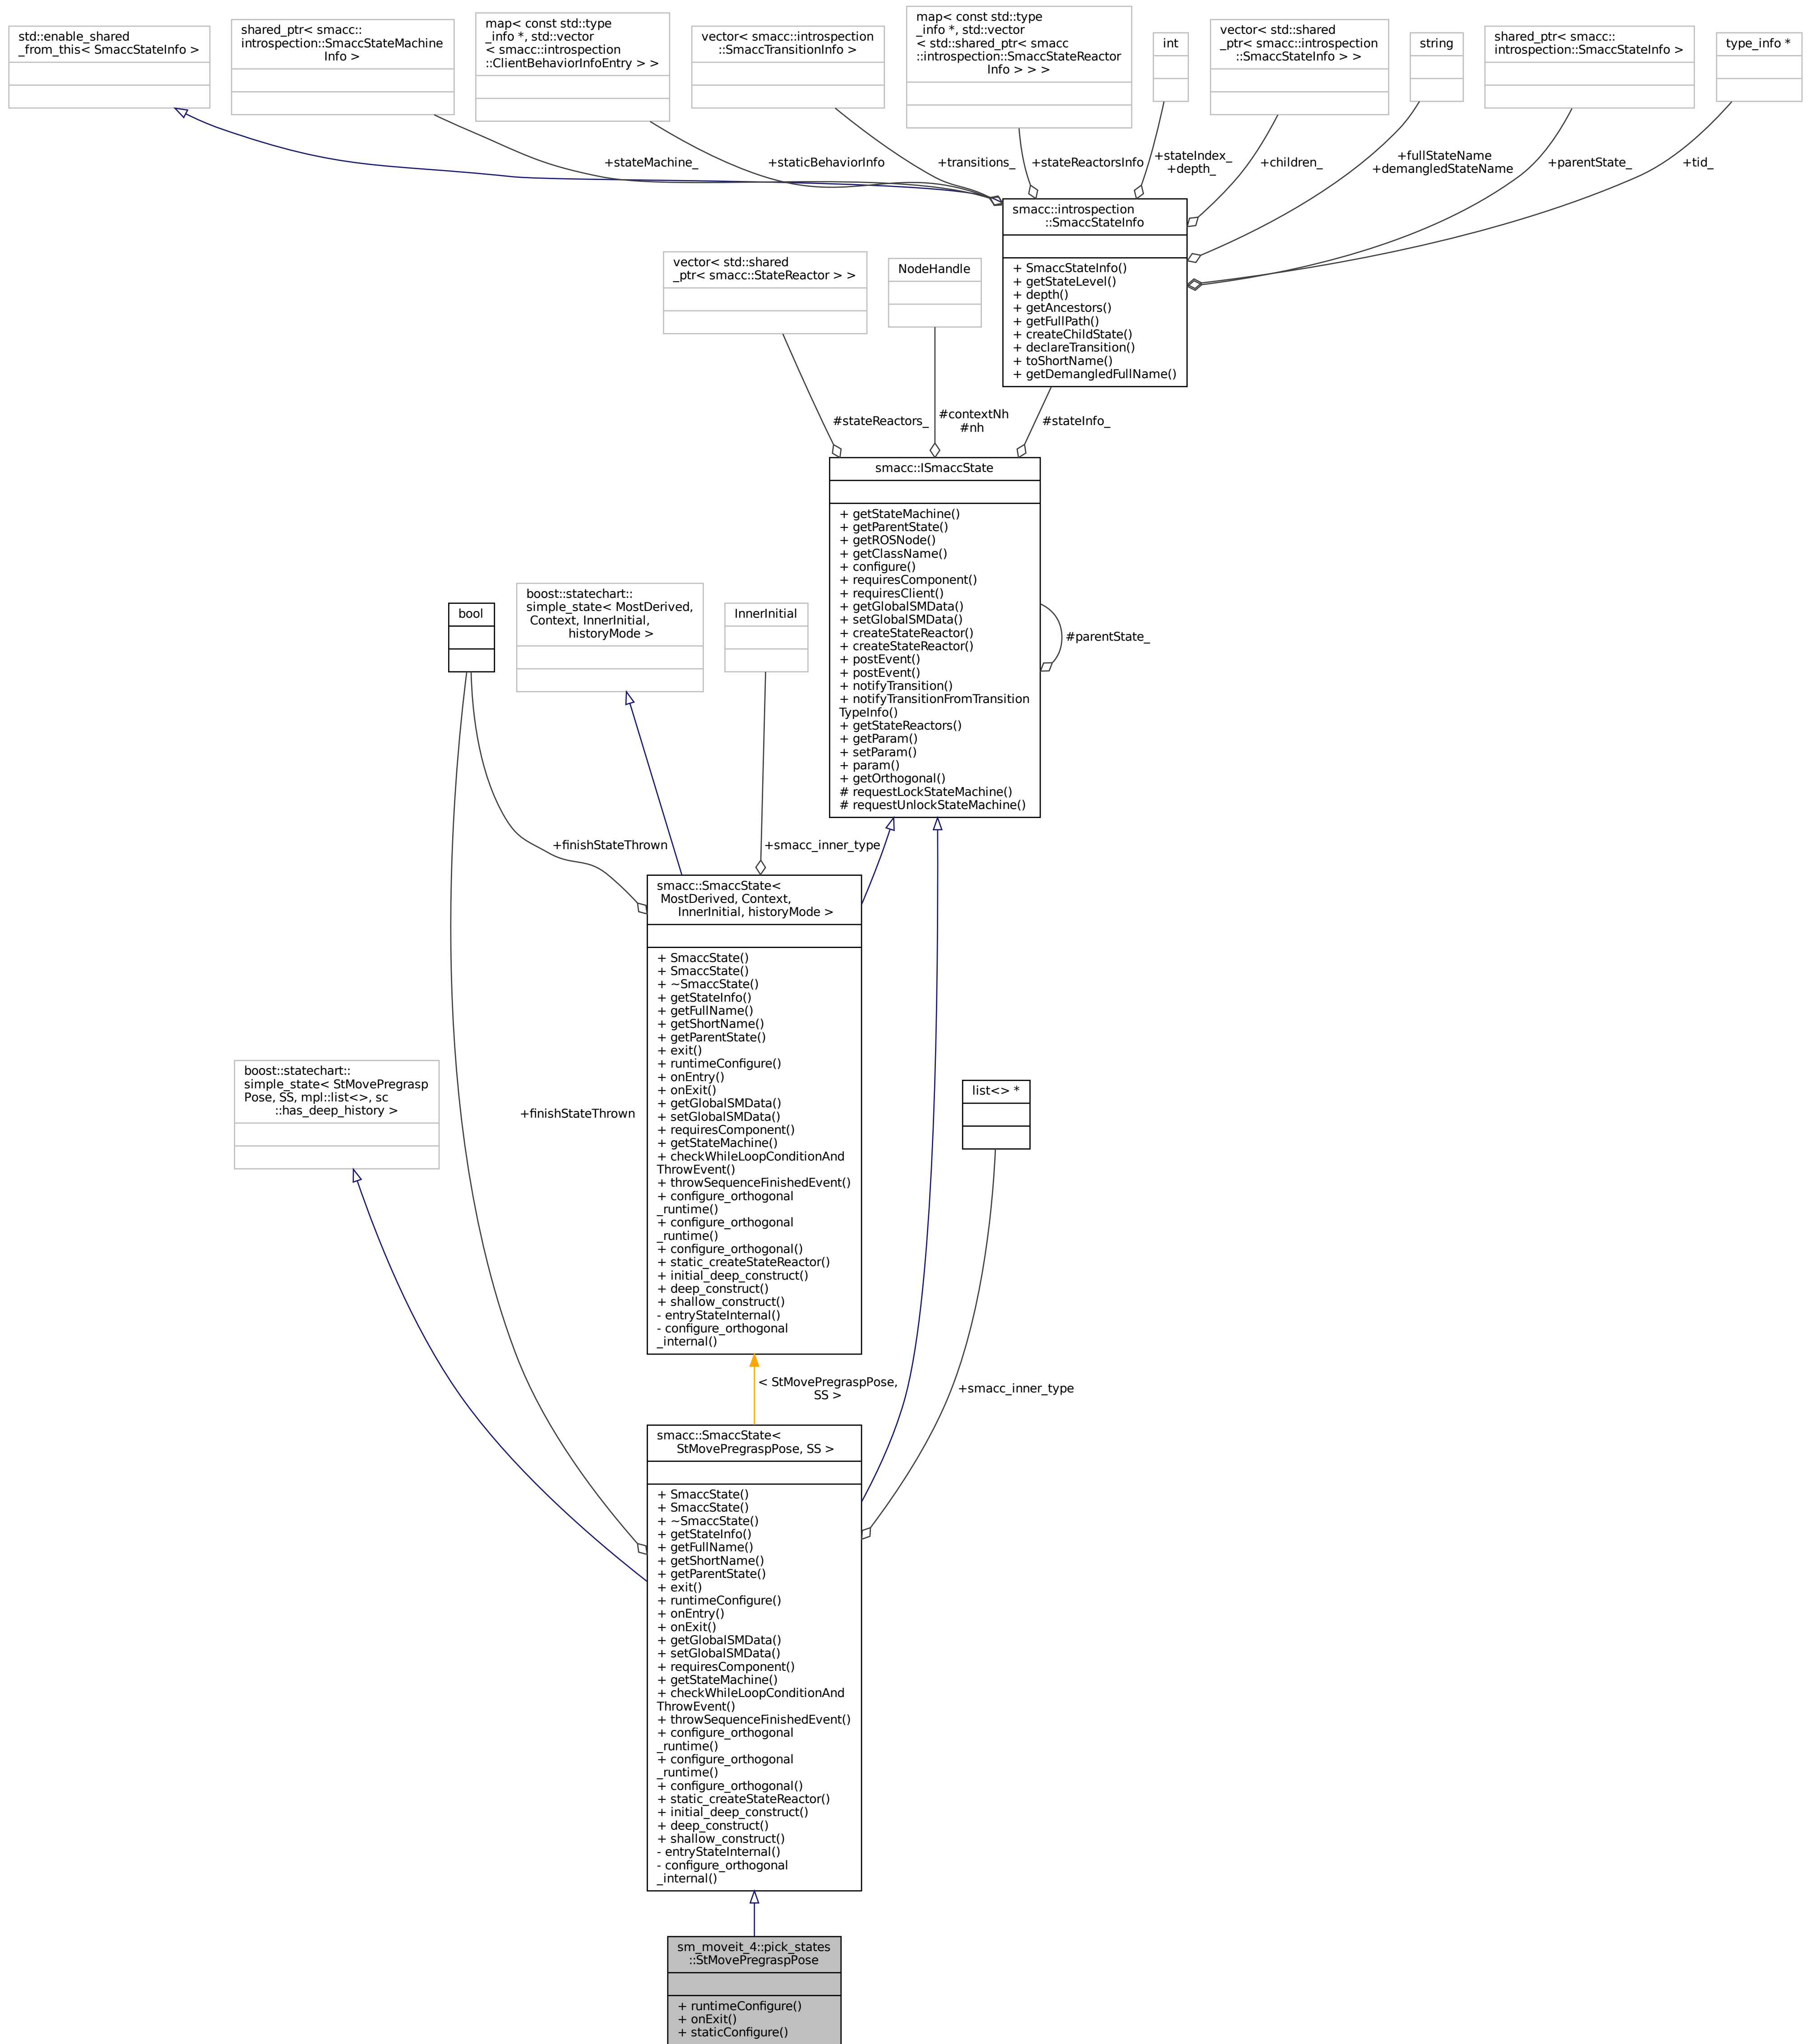 std::enable_shared
_from_this< SmaccStateInfo >
shared_ptr< smacc::
introspection::SmaccStateMachine
Info >
map< const std::type
_info *, std::vector
< smacc::introspection
::ClientBehaviorInfoEntry > >
vector< smacc::introspection
::SmaccTransitionInfo >
map< const std::type
_info *, std::vector
< std::shared_ptr< smacc
::introspection::SmaccStateReactor
Info > > >
int
vector< std::shared
_ptr< smacc::introspection
::SmaccStateInfo > >
string
shared_ptr< smacc::
introspection::SmaccStateInfo >
type_info *
+stateMachine_
+staticBehaviorInfo
+transitions_
+stateReactorsInfo
+stateIndex_
+depth_
+children_
+fullStateName
+demangledStateName
+parentState_
+tid_
smacc::introspection
::SmaccStateInfo
+ SmaccStateInfo()
+ getStateLevel()
+ depth()
+ getAncestors()
+ getFullPath()
+ createChildState()
+ declareTransition()
+ toShortName()
+ getDemangledFullName()
vector< std::shared
_ptr< smacc::StateReactor > >
NodeHandle
#stateReactors_
#contextNh
#nh
#stateInfo_
smacc::ISmaccState
+ getStateMachine()
+ getParentState()
+ getROSNode()
+ getClassName()
+ configure()
+ requiresComponent()
+ requiresClient()
+ getGlobalSMData()
+ setGlobalSMData()
+ createStateReactor()
+ createStateReactor()
+ postEvent()
+ postEvent()
+ notifyTransition()
+ notifyTransitionFromTransition
TypeInfo()
+ getStateReactors()
+ getParam()
+ setParam()
+ param()
+ getOrthogonal()
# requestLockStateMachine()
# requestUnlockStateMachine()
#parentState_
bool
boost::statechart::
simple_state< MostDerived,
Context, InnerInitial,
historyMode >
InnerInitial
+finishStateThrown
+smacc_inner_type
smacc::SmaccState<
MostDerived, Context,
InnerInitial, historyMode >
+ SmaccState()
+ SmaccState()
+ ~SmaccState()
+ getStateInfo()
+ getFullName()
+ getShortName()
+ getParentState()
+ exit()
+ runtimeConfigure()
+ onEntry()
+ onExit()
+ getGlobalSMData()
+ setGlobalSMData()
+ requiresComponent()
+ getStateMachine()
+ checkWhileLoopConditionAnd
ThrowEvent()
+ throwSequenceFinishedEvent()
+ configure_orthogonal
_runtime()
+ configure_orthogonal
_runtime()
+ configure_orthogonal()
+ static_createStateReactor()
+ initial_deep_construct()
+ deep_construct()
+ shallow_construct()
- entryStateInternal()
- configure_orthogonal
_internal()
boost::statechart::
simple_state< StMovePregrasp
Pose, SS, mpl::list<>, sc
::has_deep_history >
+finishStateThrown
list<> *
< StMovePregraspPose,
SS >
+smacc_inner_type
smacc::SmaccState<
StMovePregraspPose, SS >
+ SmaccState()
+ SmaccState()
+ ~SmaccState()
+ getStateInfo()
+ getFullName()
+ getShortName()
+ getParentState()
+ exit()
+ runtimeConfigure()
+ onEntry()
+ onExit()
+ getGlobalSMData()
+ setGlobalSMData()
+ requiresComponent()
+ getStateMachine()
+ checkWhileLoopConditionAnd
ThrowEvent()
+ throwSequenceFinishedEvent()
+ configure_orthogonal
_runtime()
+ configure_orthogonal
_runtime()
+ configure_orthogonal()
+ static_createStateReactor()
+ initial_deep_construct()
+ deep_construct()
+ shallow_construct()
- entryStateInternal()
- configure_orthogonal
_internal()
sm_moveit_4::pick_states
::StMovePregraspPose
+ runtimeConfigure()
+ onExit()
+ staticConfigure()